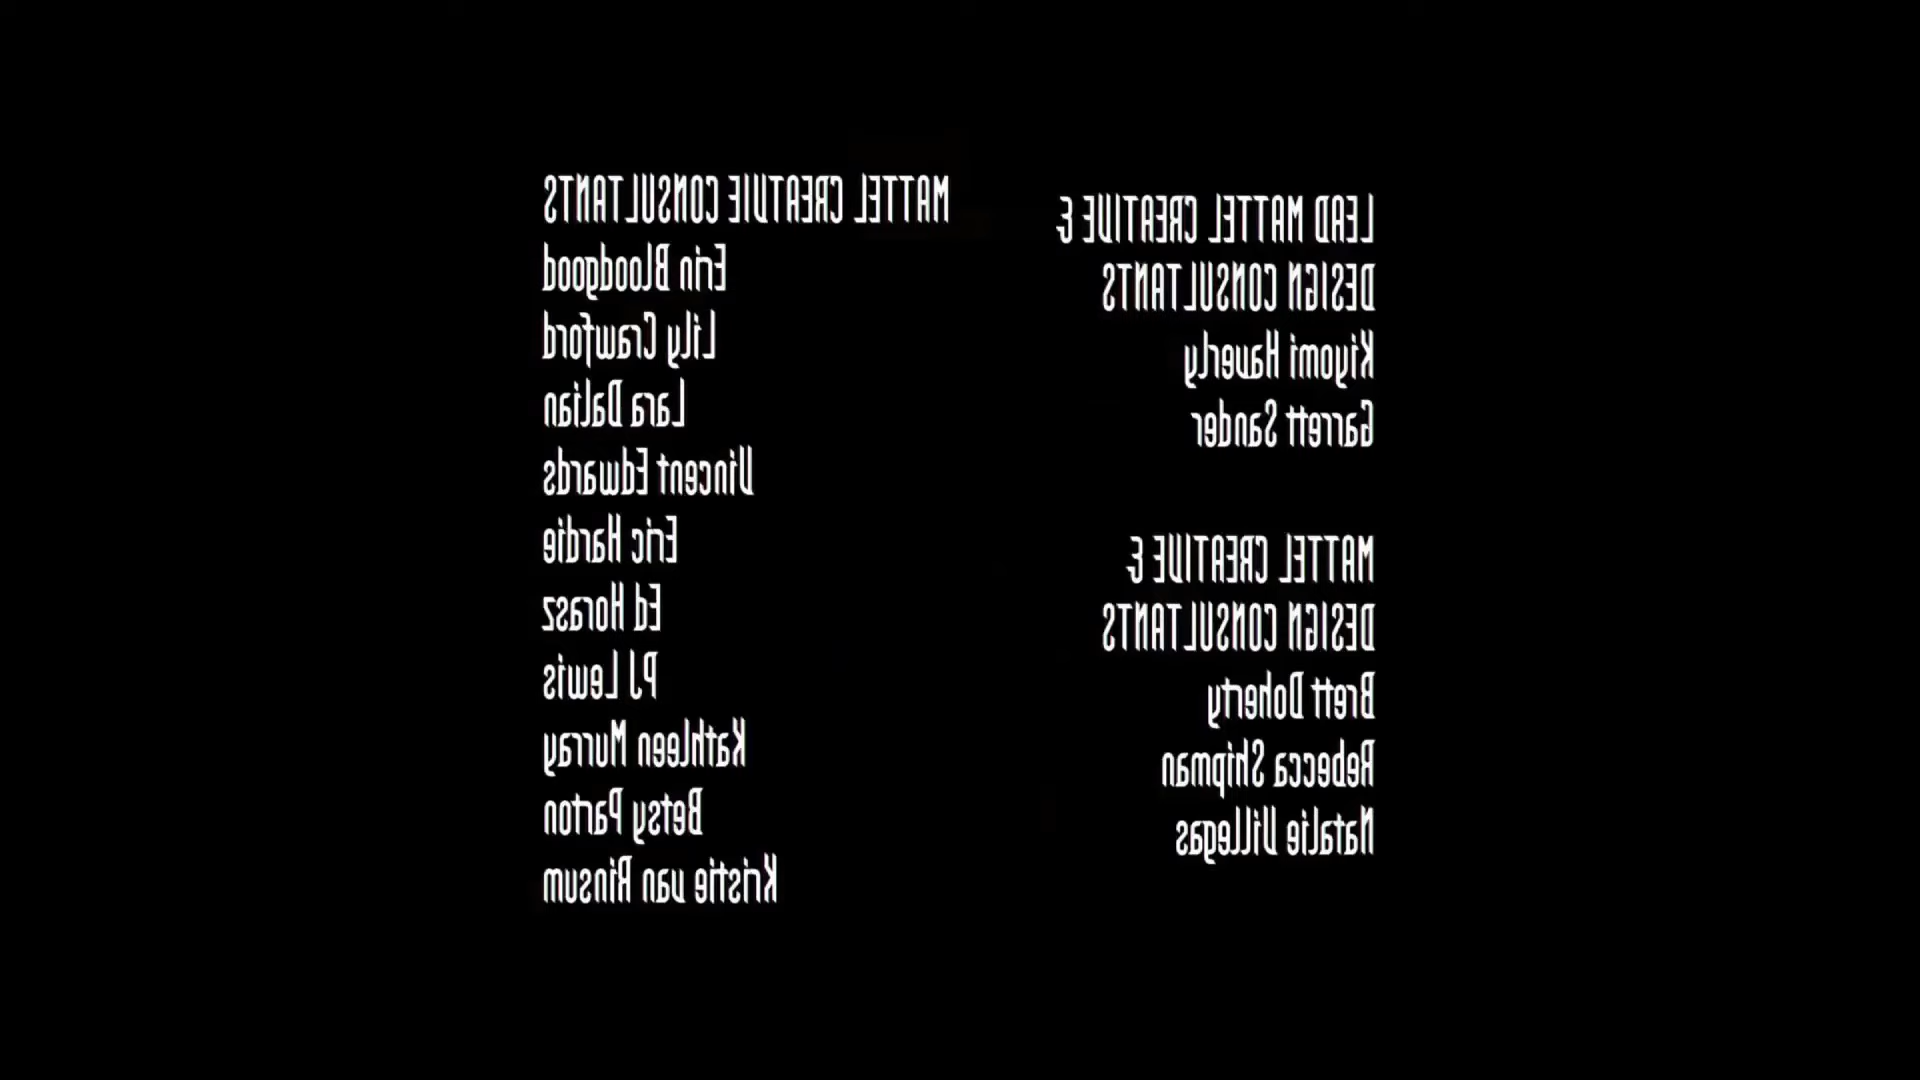 LEAD MATTEL CREATIVE &
DESIGN CONSULTANTS
Kiyomi Haverly
Garrett Sander
MATTEL CREATIVE &
DESIGN CONSULTANTS
Brett Doherty
Rebecca Shipman
Natalie Villegas
MATTEL CREATVIE CONSULTANTS
Erin Bloodgood
Lily Crawford
Lara Dalian
Vincent Edwards
Eric Hardie
Ed Horasz
PJ Lewis
Kathleen Murray
Betsy Parton
Kristie van Rinsum